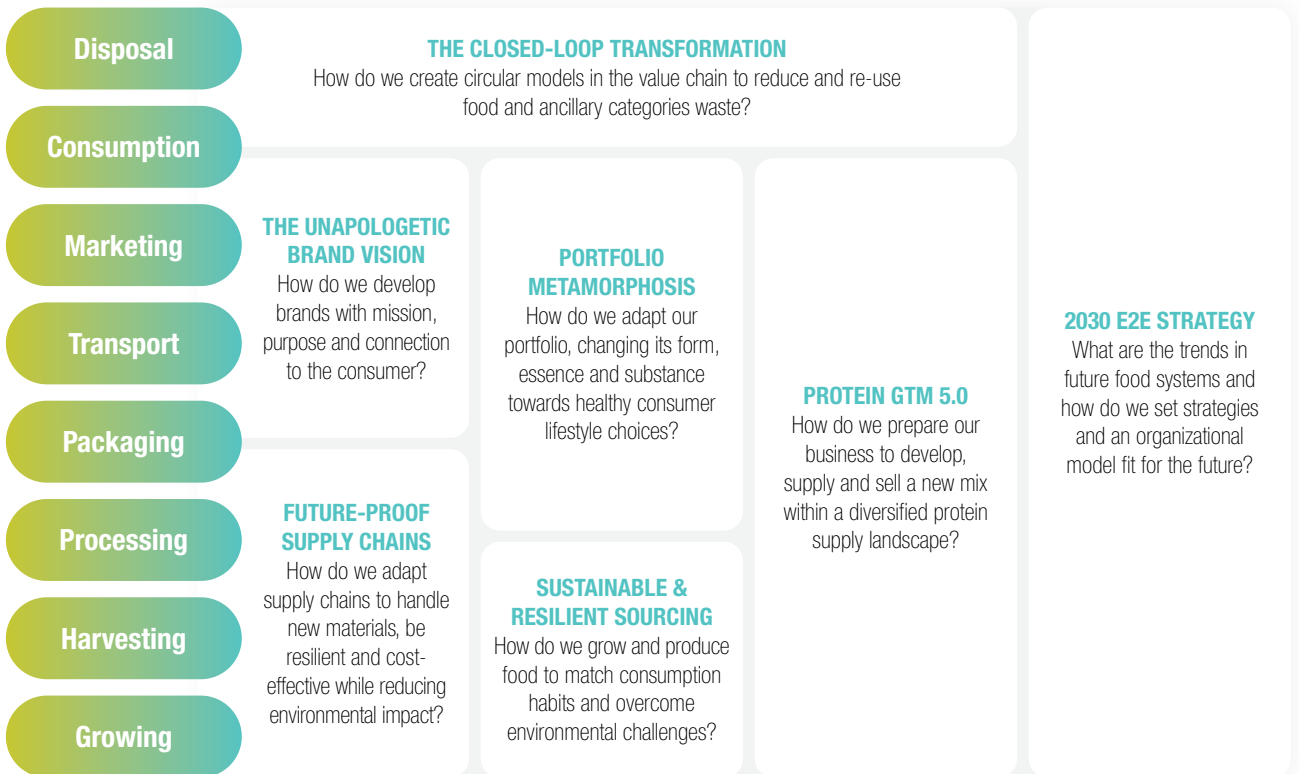 Disposal
Consumption
Marketing
Transport
Packaging
Processing
Harvesting
Growing
THE CLOSED-LOOP TRANSFORMATION
How do we create circular models in the value chain to reduce and re-use
food and ancillary categories waste?
THE UNAPOLOGETIC
BRAND VISION
How do we develop
brands with mission,
purpose and connection
to the consumer?
FUTURE-PROOF
SUPPLY CHAINS
How do we adapt
supply chains to handle
new materials, be
resilient and cost-
effective while reducing
environmental impact?
PORTFOLIO
METAMORPHOSIS
How do we adapt our
portfolio, changing its form,
essence and substance
towards healthy consumer
lifestyle choices?
SUSTAINABLE &
RESILIENT SOURCING
How do we grow and produce
food to match consumption
habits and overcome
environmental challenges?
PROTEIN GTM 5.0
How do we prepare our
business to develop,
supply and sell a new mix
within a diversified protein
supply landscape?
2030 E2E STRATEGY
What are the trends in
future food systems and
how do we set strategies
and an organizational
model fit for the future?